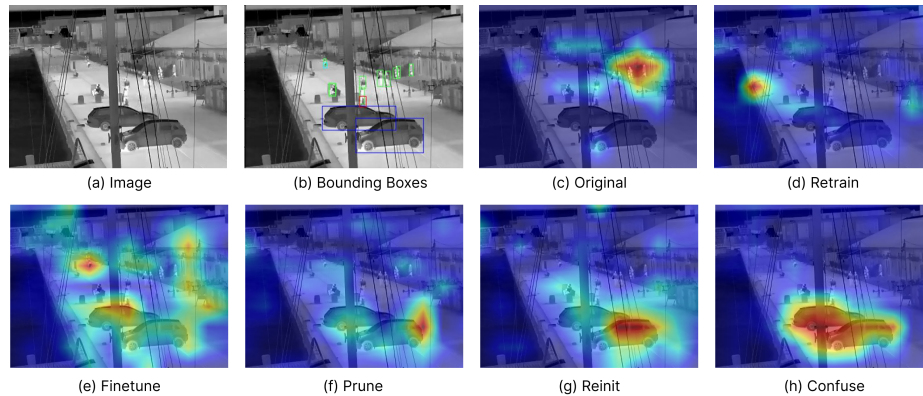 (a) Image
(b) Bounding Boxes
(c) Original
(d) Retrain
(e) Finetune
(f) Prune
(g) Reinit
(h) Confuse